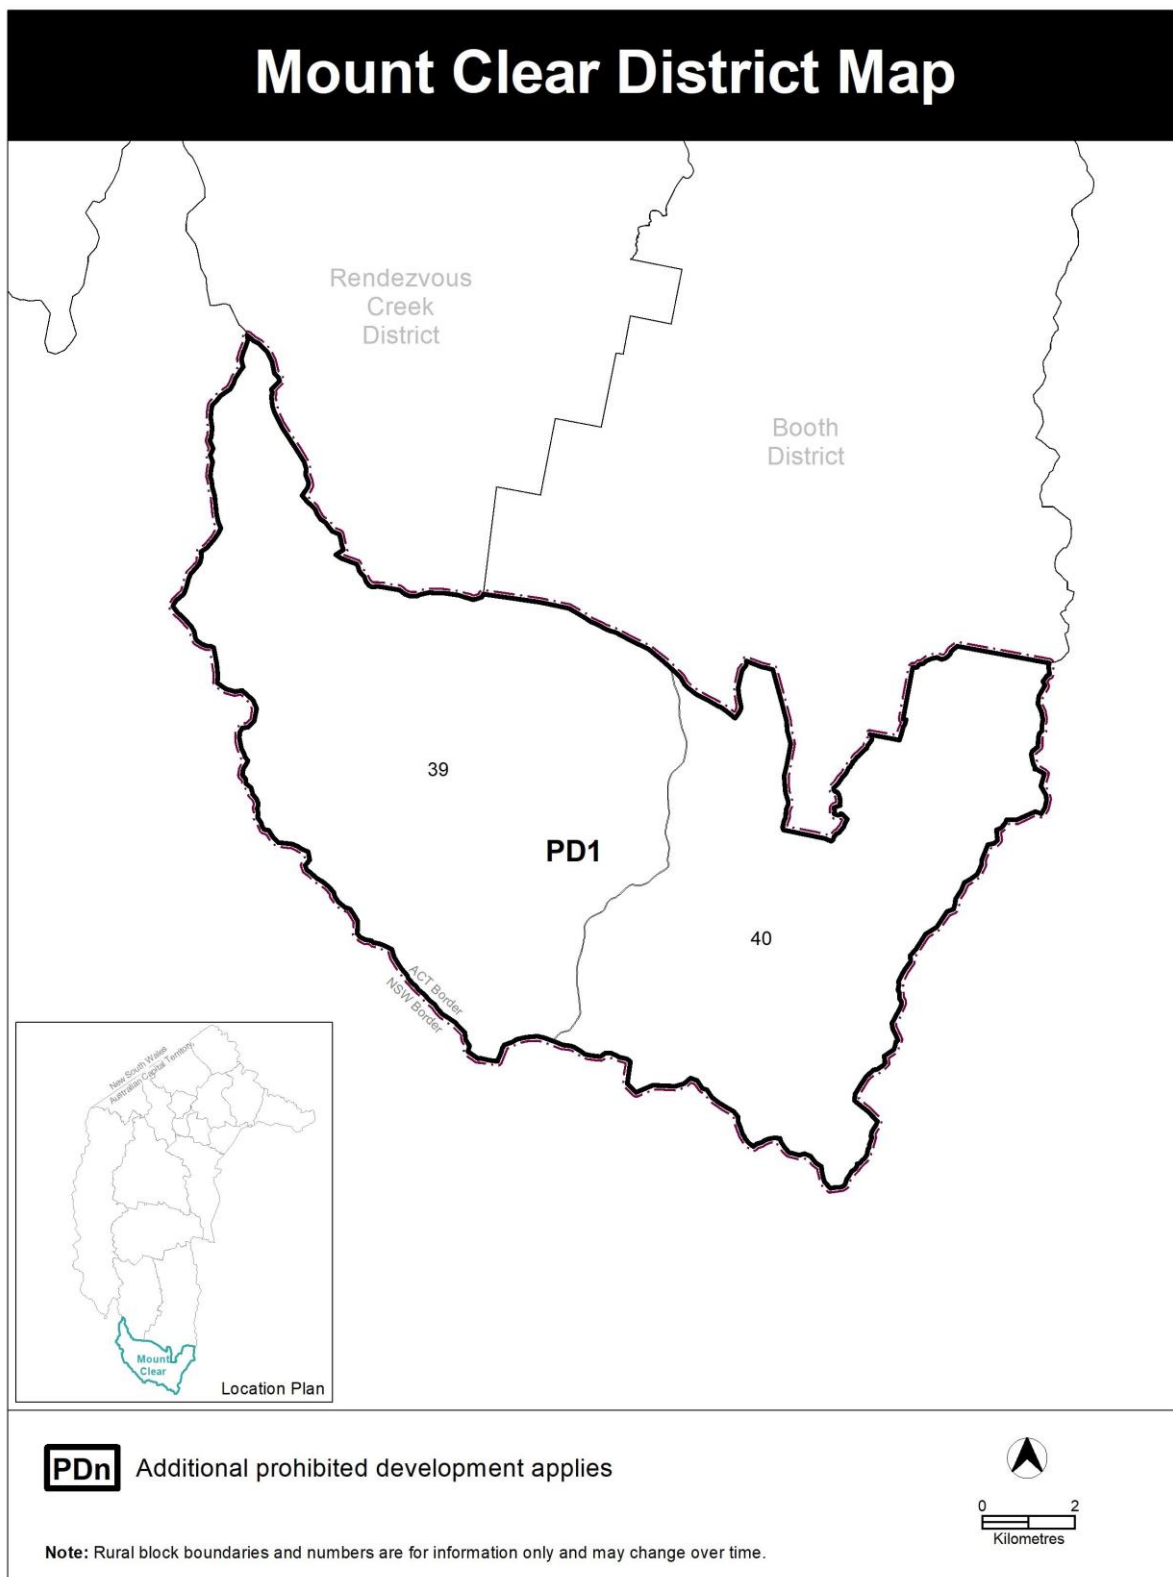 Mount Clear District Map
Rendezvous
Creek
District
Booth
District
39
PD1
40
ACT Border
NSW Border
New South Wales
Australian Capital Territory
Mount
Clear
Location Plan
PDn Additional prohibited development applies
0 2
Kilometres
Note: Rural block boundaries and numbers are for information only and may change over time.